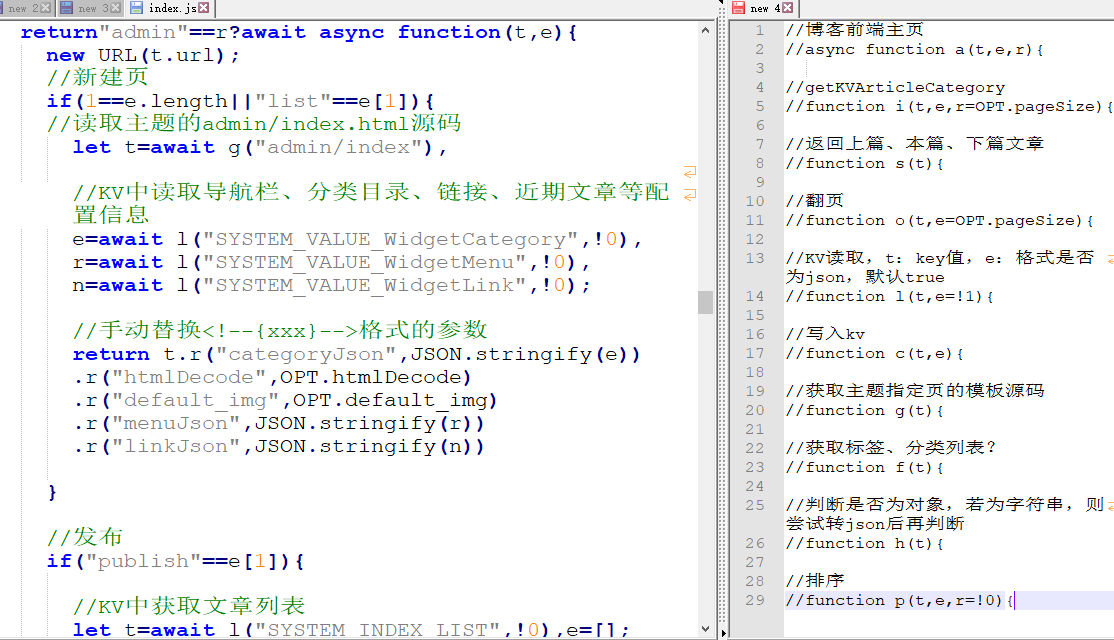 new 2 new 3 index.js
return"admin"==r?await async function(t,e){
new URL(t.url);
//新建页
if(1==e.length||"list"==e[1]){
//读取主题的admin/index.html源码
let t=await g("admin/index"),
//KV中读取导航栏、分类目录、链接、近期文章等配
置信息
e=await l("SYSTEM_VALUE_WidgetCategory",!0),
r=await l("SYSTEM_VALUE_WidgetMenu",!0),
n=await l("SYSTEM_VALUE_WidgetLink",!0);
//手动替换<!--{xxx}-->格式的参数
return t.r("categoryJson",JSON.stringify(e))
.r("htmlDecode",OPT.htmlDecode)
.r("default_img",OPT.default_img)
.r("menuJson",JSON.stringify(r))
.r("linkJson",JSON.stringify(n))
}
//发布
if("publish"==e[1]){
//KV中获取文章列表
let t=await l("SYSTEM_INDEX_LIST",!0),e=[];
new 4
1 //博客前端主页
2 //async function a(t,e,r){
3
4 //getKVArticleCategory
5 //function i(t,e,r=OPT.pageSize){
6
7 //返回上篇、本篇、下篇文章
8 //function s(t){
9
10 //翻页
11 //function o(t,e=OPT.pageSize){
12
13 //KV读取，t：key值，e：格式是否
为json，默认true
14 //function l(t,e=!1){
15
16 //写入kv
17 //function c(t,e){
18
19 //获取主题指定页的模板源码
20 //function g(t){
21
22 //获取标签、分类列表？
23 //function f(t){
24
25 //判断是否为对象，若为字符串，则
尝试转json后再判断
26 //function h(t){
27
28 //排序
29 //function p(t,e,r=!0){